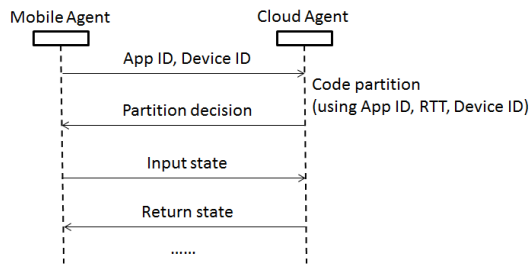 Mobile Agent
Cloud Agent
App ID, Device ID
Code partition
(using App ID, RTT, Device ID)
Partition decision
Input state
Return state
......